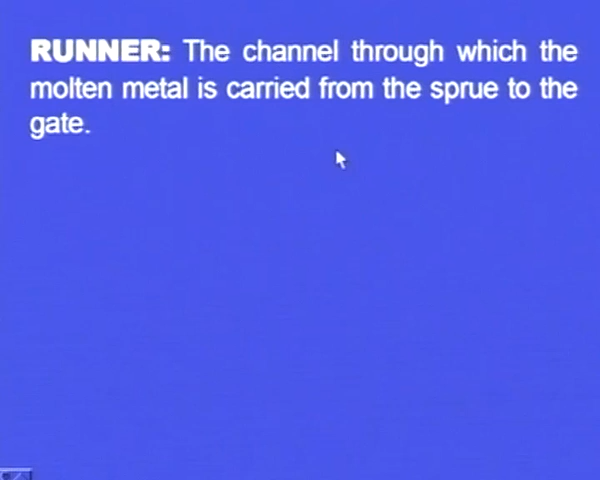 RUNNER: The channel through which the
molten metal is carried from the sprue to the
gate.